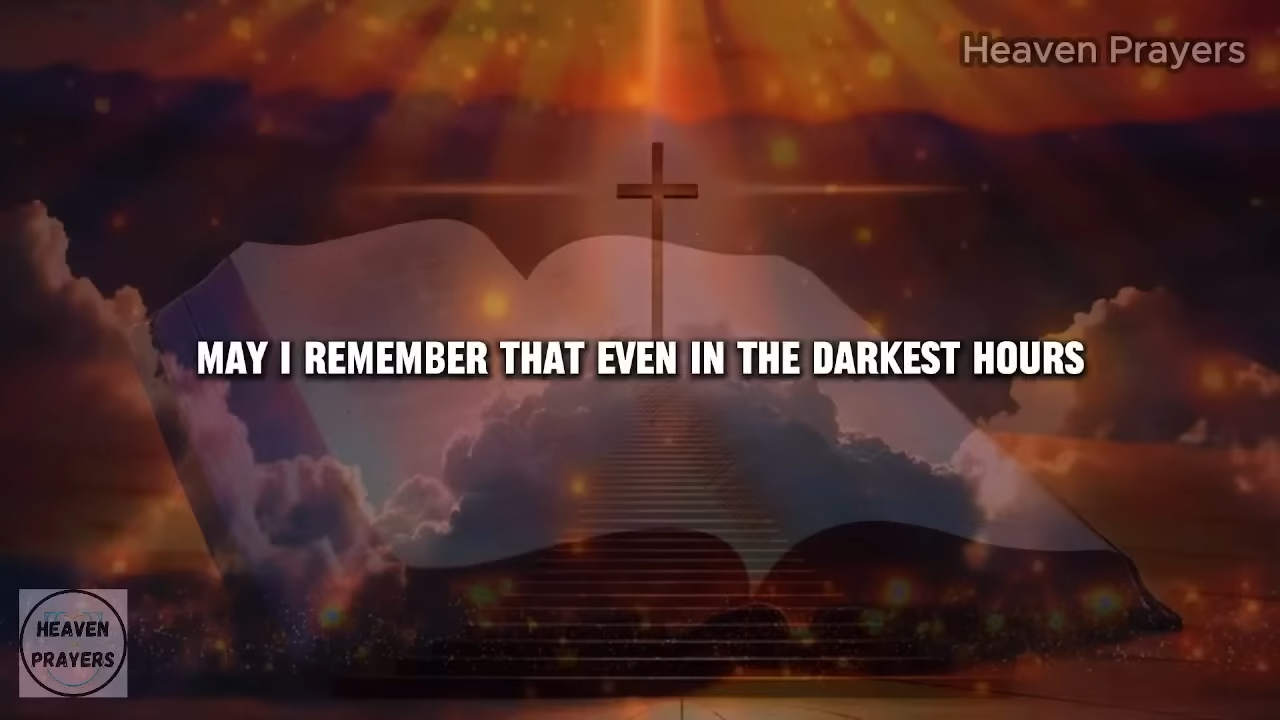 Heaven Prayers
MAY I REMEMBER THAT EVEN IN THE DARKEST HOURS
HEAVEN
PRAYERS